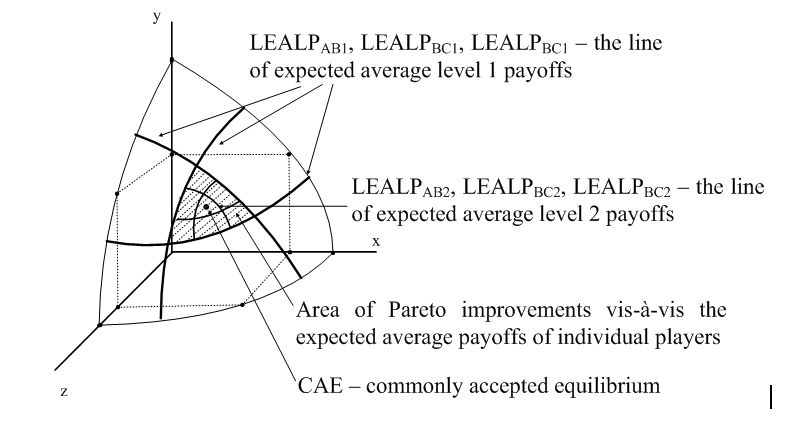 y
LEALPAB1, LEALPBC1, LEALPBC1 – the line
of expected average level 1 payoffs
LEALPAB2, LEALPBC2, LEALPBC2 – the line
of expected average level 2 payoffs
x
Area of Pareto improvements vis-à-vis the
expected average payoffs of individual players
CAE – commonly accepted equilibrium
z